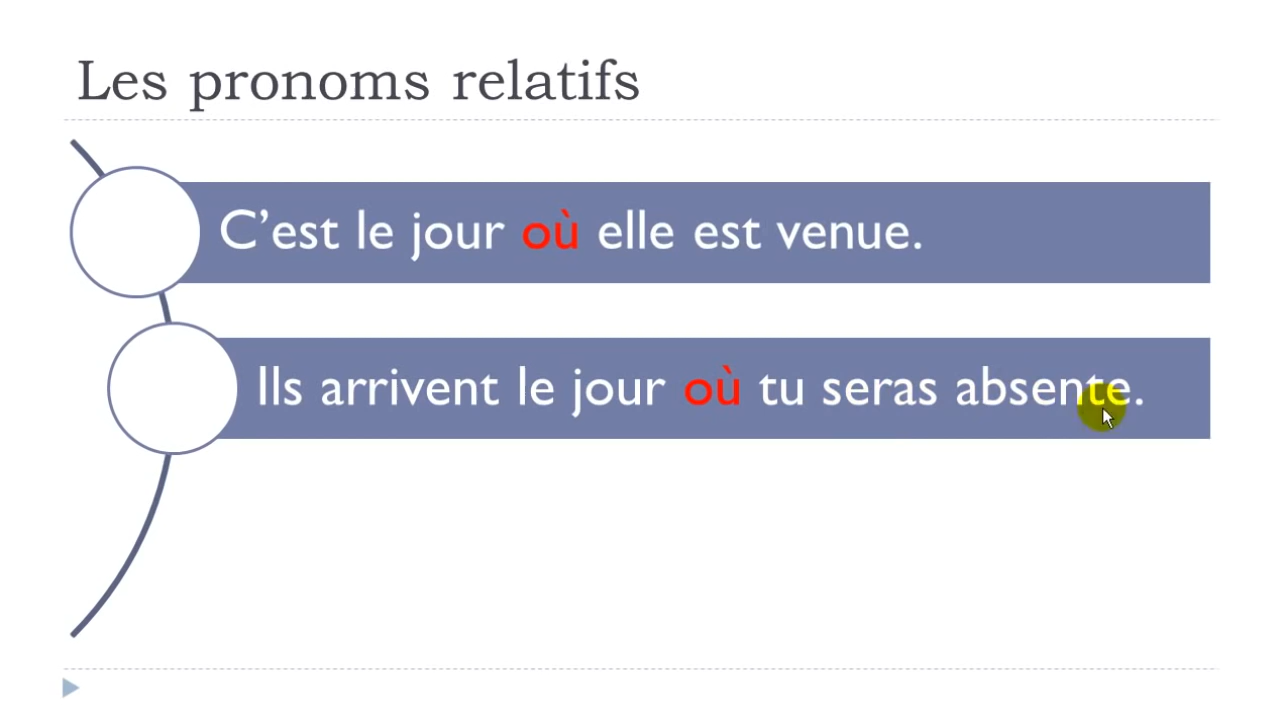 Les pronoms relatifs
C’est le jour où elle est venue.
Ils arrivent le jour où tu seras absente.